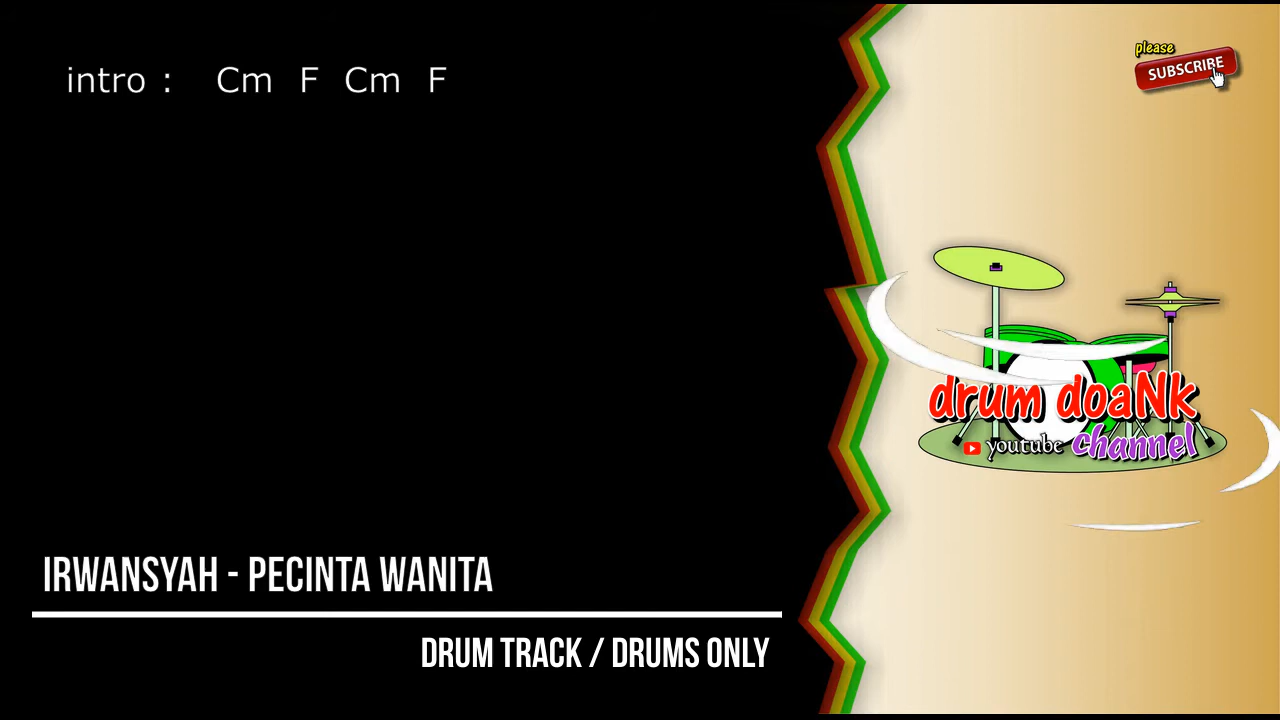 intro : Cm F Cm F
please
SUBSCRIBE
drum doaNk
youtube channel
IRWANSYAH - PECINTA WANITA
DRUM TRACK / DRUMS ONLY